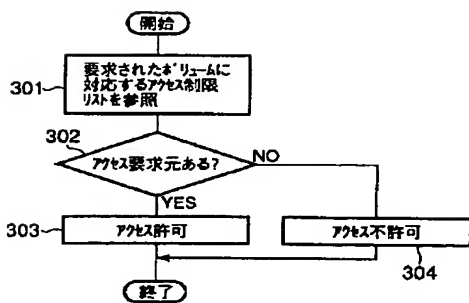 開始
301
要求されたボリュームに
対応するアクセス制限
リストを参照
302
アクセス要求元ある?
NO
YES
303
アクセス許可
アクセス不許可
304
終了